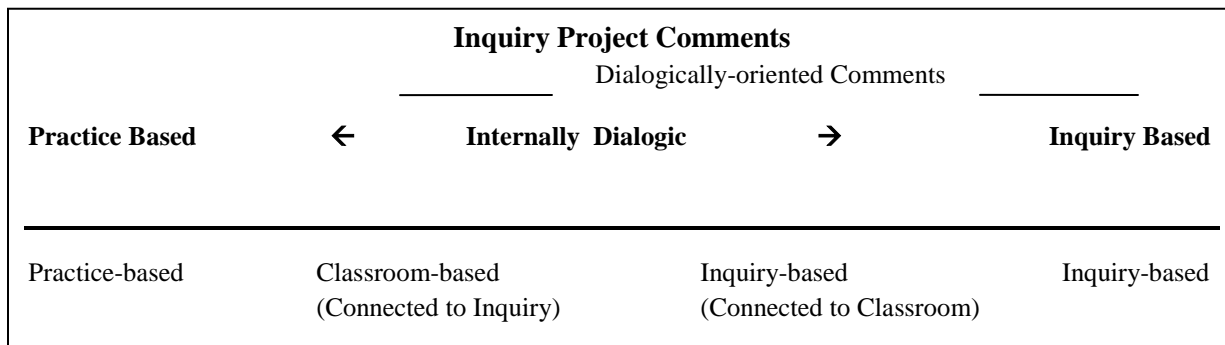 Inquiry Project Comments
Dialogically-oriented Comments
Practice Based ← Internally Dialogic → Inquiry Based
Practice-based Classroom-based Inquiry-based Inquiry-based
(Connected to Inquiry) (Connected to Classroom)